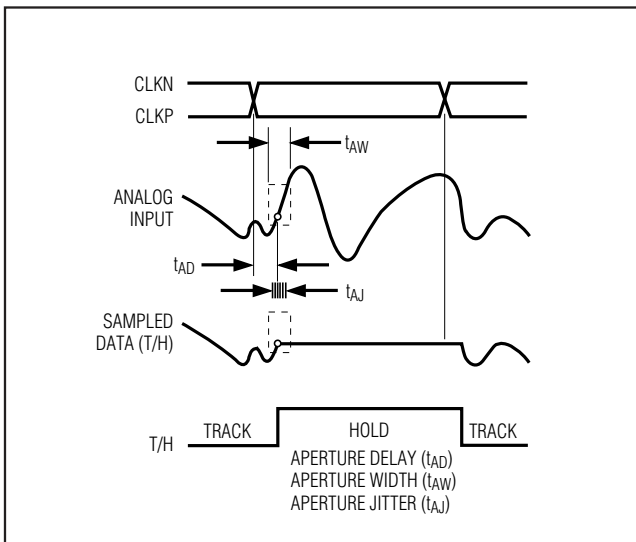 CLKN
CLKP
tAW
ANALOG
INPUT
tAD
tAJ
SAMPLED
DATA (T/H)
T/H
TRACK
HOLD
TRACK
APERTURE DELAY (tAD)
APERTURE WIDTH (tAW)
APERTURE JITTER (tAJ)